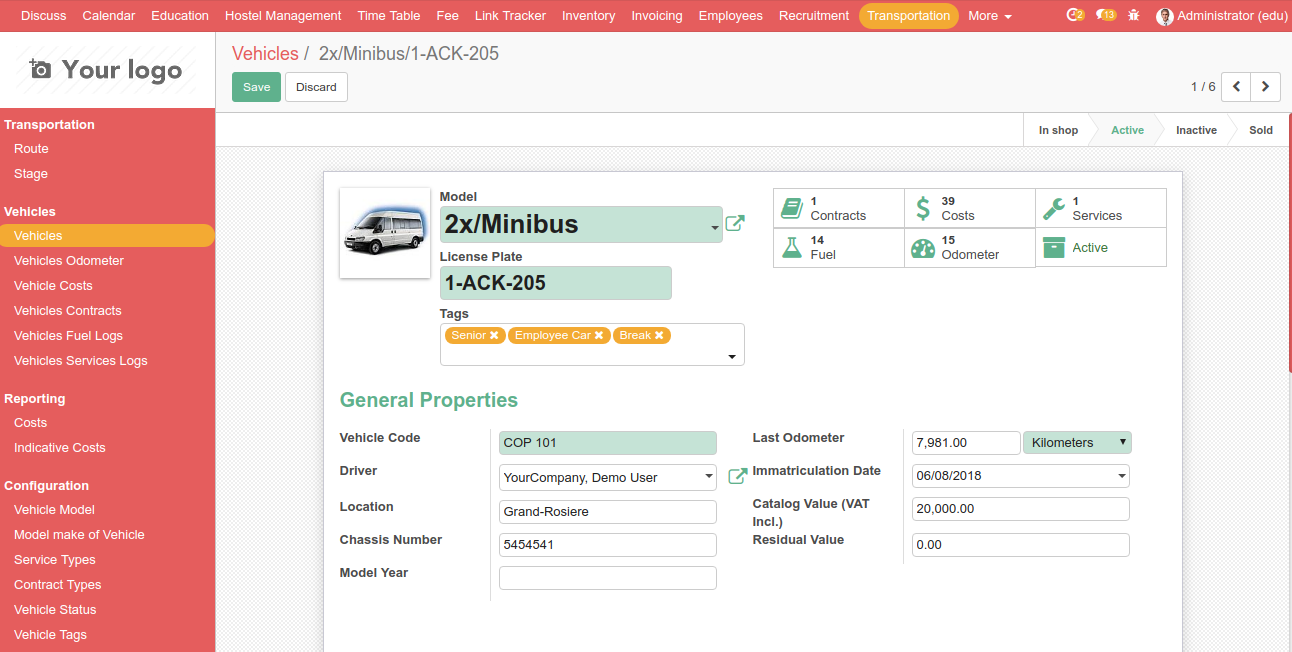 Discuss Calendar Education Hostel Management Time Table Fee Link Tracker Inventory Invoicing Employees Recruitment Transportation More 2 13 Administrator (edu)
Your logo
Vehicles / 2x/Minibus/1-ACK-205
Save Discard
1 / 6
In shop Active Inactive Sold
Transportation
Route
Stage
Vehicles
Vehicles
Vehicles Odometer
Vehicle Costs
Vehicles Contracts
Vehicles Fuel Logs
Vehicles Services Logs
Reporting
Costs
Indicative Costs
Configuration
Vehicle Model
Model make of Vehicle
Service Types
Contract Types
Vehicle Status
Vehicle Tags
Model
2x/Minibus
License Plate
1-ACK-205
Tags
Senior Employee Car Break
1 Contracts
39 Costs
1 Services
14 Fuel
15 Odometer
Active
General Properties
Vehicle Code COP 101
Driver YourCompany, Demo User
Location Grand-Rosiere
Chassis Number 5454541
Model Year
Last Odometer 7,981.00 Kilometers
Immatriculation Date 06/08/2018
Catalog Value (VAT
Incl.) 20,000.00
Residual Value 0.00